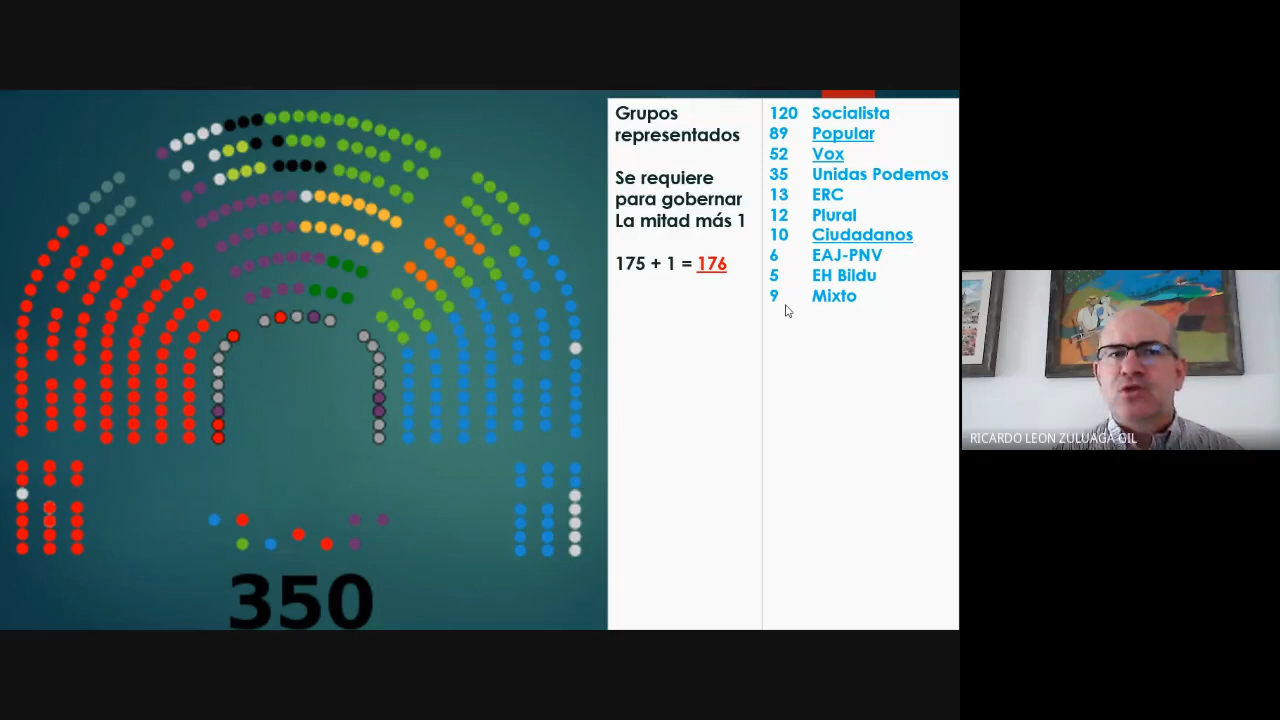 350
Grupos
representados
Se requiere
para gobernar
La mitad más 1
175 + 1 = 176
120 Socialista
89 Popular
52 Vox
35 Unidas Podemos
13 ERC
12 Plural
10 Ciudadanos
6 EAJ-PNV
5 EH Bildu
9 Mixto
RICARDO LEON ZULUAGA GIL